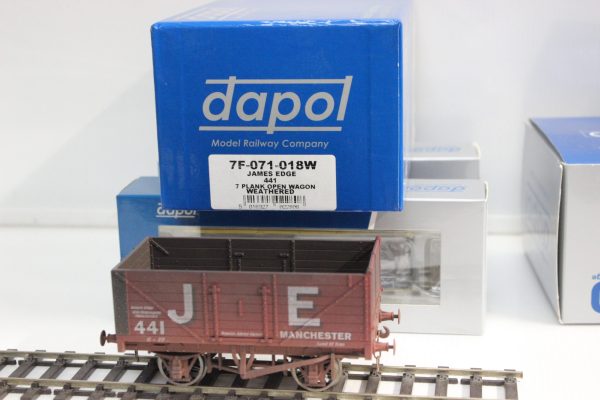 dapol
Model Railway Company
7F-071-018W
JAMES EDGE
441
7 PLANK OPEN WAGON
WEATHERED
dapol
dapol
J E
441
MANCHESTER